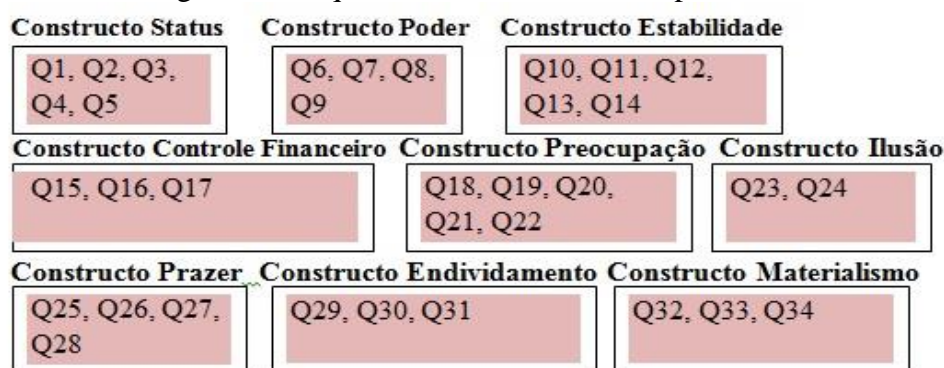 Constructo Status Constructo Poder Constructo Estabilidade
Q1, Q2, Q3,
Q4, Q5
Q6, Q7, Q8,
Q9
Q10, Q11, Q12,
Q13, Q14
Constructo Controle Financeiro Constructo Preocupação Constructo Ilusão
Q15, Q16, Q17
Q18, Q19, Q20,
Q21, Q22
Q23, Q24
Constructo Prazer Constructo Endividamento Constructo Materialismo
Q25, Q26, Q27,
Q28
Q29, Q30, Q31
Q32, Q33, Q34